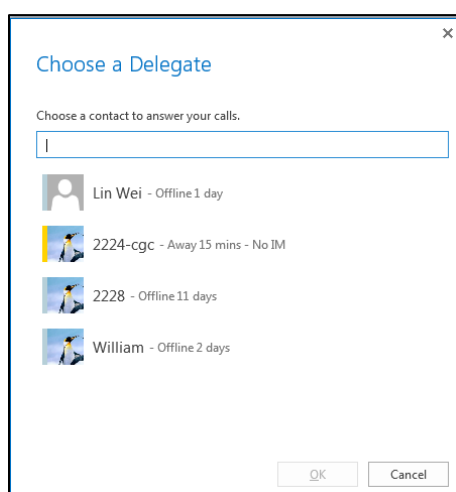 Choose a Delegate
Choose a contact to answer your calls.
Lin Wei - Offline 1 day
2224-cgc - Away 15 mins - No IM
2228 - Offline 11 days
William - Offline 2 days
OK Cancel